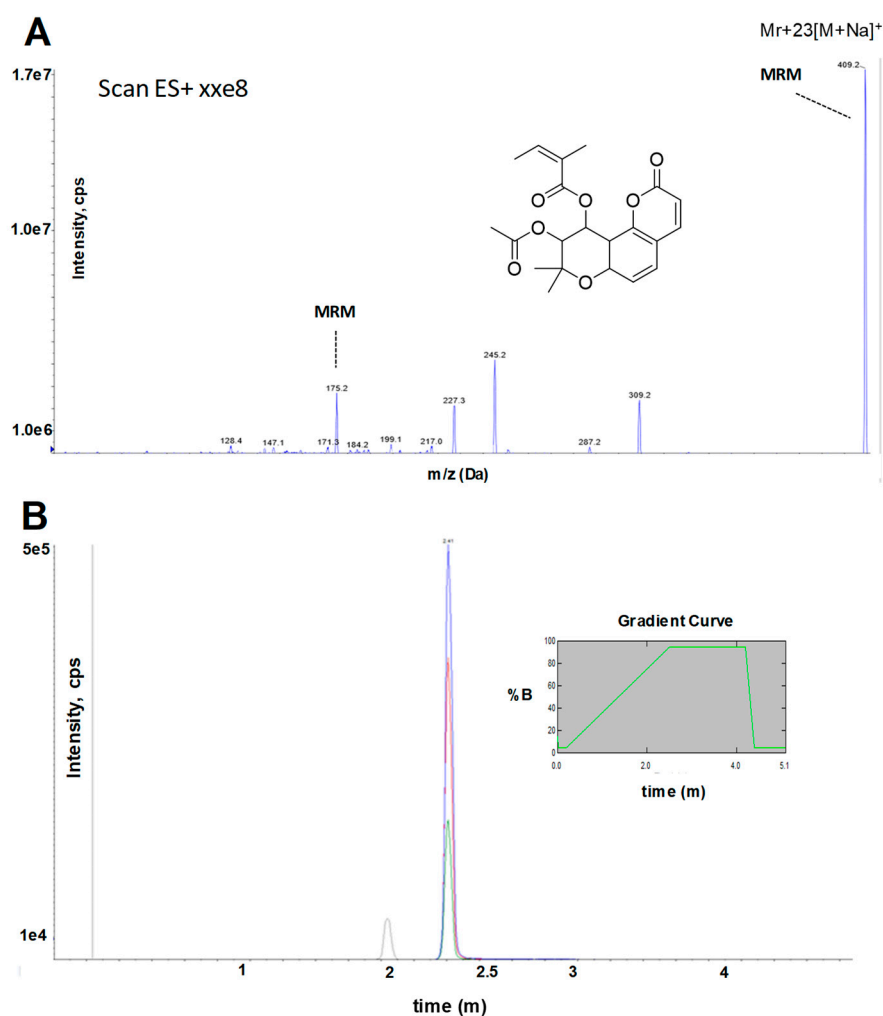 A
Mr+23[M+Na]+
1.7e7
409.2
Scan ES+ xxe8
MRM
O
O
O
O
O
O
O
Intensity, cps
1.0e7
MRM
245.2
175.2
227.3
309.2
1.0e6
128.4
147.1
171.3
184.2
199.1
217.0
287.2
m/z (Da)
B
5e5
2.41
Gradient Curve
100
80
60
%B
40
20
0
0.0
2.0
4.0
5.1
time (m)
Intensity, cps
1e4
1
2
2.5
3
4
time (m)